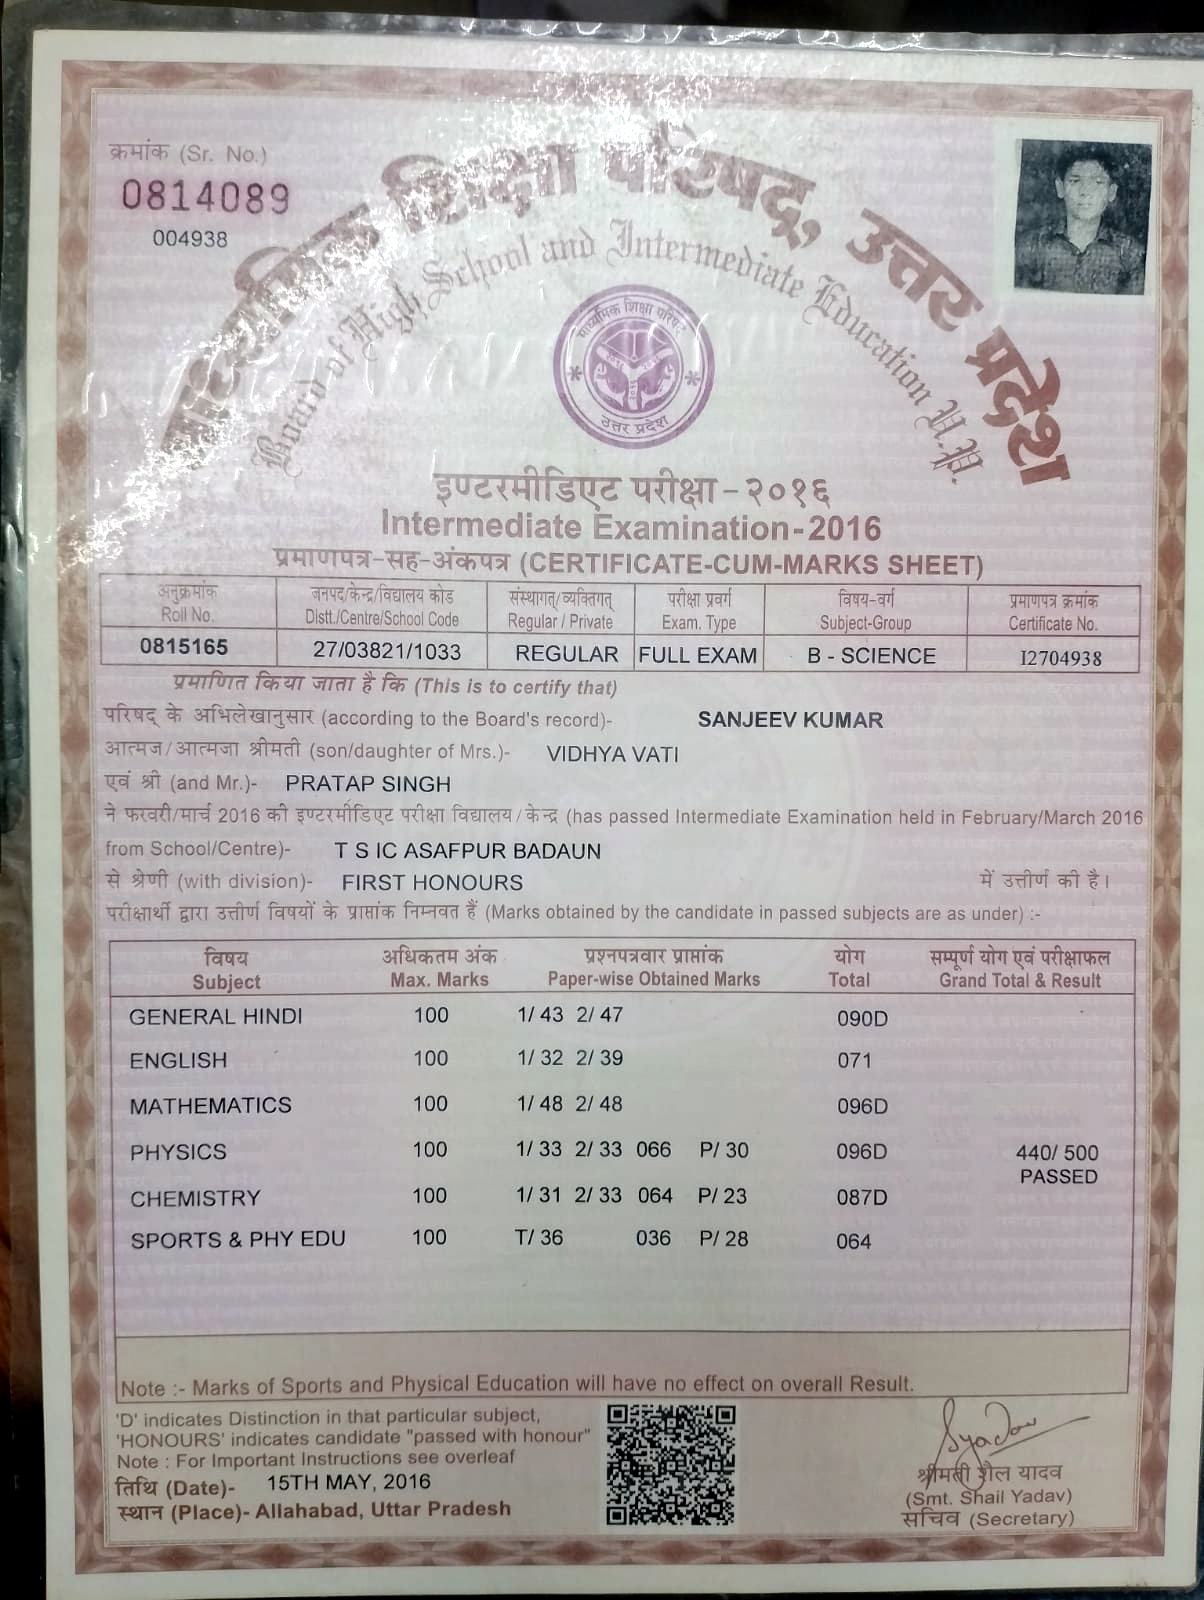 क्रमांक (Sr. No.)
0814089
004938
माध्यमिक शिक्षा परिषद, उत्तर प्रदेश
Board of High School and Intermediate Education U.P.
माध्यमिक शिक्षा परिषद्
उत्तर प्रदेश
इण्टरमीडिएट परीक्षा-२०१६
Intermediate Examination-2016
प्रमाणपत्र-सह-अंकपत्र (CERTIFICATE-CUM-MARKS SHEET)
अनुक्रमांक जनपद/केन्द्र/विद्यालय कोड संस्थागत्/व्यक्तिगत् परीक्षा प्रवर्ग विषय-वर्ग प्रमाणपत्र क्रमांक
Roll No. Distt./Centre/School Code Regular / Private Exam. Type Subject-Group Certificate No.
0815165 27/03821/1033 REGULAR FULL EXAM B - SCIENCE I2704938
प्रमाणित किया जाता है कि (This is to certify that)
परिषद् के अभिलेखानुसार (according to the Board's record)- SANJEEV KUMAR
आत्मज/आत्मजा श्रीमती (son/daughter of Mrs.)- VIDHYA VATI
एवं श्री (and Mr.)- PRATAP SINGH
ने फरवरी/मार्च 2016 की इण्टरमीडिएट परीक्षा विद्यालय/केन्द्र (has passed Intermediate Examination held in February/March 2016
from School/Centre)- T S IC ASAFPUR BADAUN
से श्रेणी (with division)- FIRST HONOURS में उत्तीर्ण की है।
परीक्षार्थी द्वारा उत्तीर्ण विषयों के प्राप्तांक निम्नवत हैं (Marks obtained by the candidate in passed subjects are as under) :-
विषय अधिकतम अंक प्रश्नपत्रवार प्राप्तांक योग सम्पूर्ण योग एवं परीक्षाफल
Subject Max. Marks Paper-wise Obtained Marks Total Grand Total & Result
GENERAL HINDI 100 1/ 43 2/ 47 090D
ENGLISH 100 1/ 32 2/ 39 071
MATHEMATICS 100 1/ 48 2/ 48 096D
PHYSICS 100 1/ 33 2/ 33 066 P/ 30 096D 440/ 500
PASSED
CHEMISTRY 100 1/ 31 2/ 33 064 P/ 23 087D
SPORTS & PHY EDU 100 T/ 36 036 P/ 28 064
Note :- Marks of Sports and Physical Education will have no effect on overall Result.
'D' indicates Distinction in that particular subject,
'HONOURS' indicates candidate "passed with honour"
Note : For Important Instructions see overleaf
तिथि (Date)- 15TH MAY, 2016
स्थान (Place)- Allahabad, Uttar Pradesh
Syadav
श्रीमती शैल यादव
(Smt. Shail Yadav)
सचिव (Secretary)